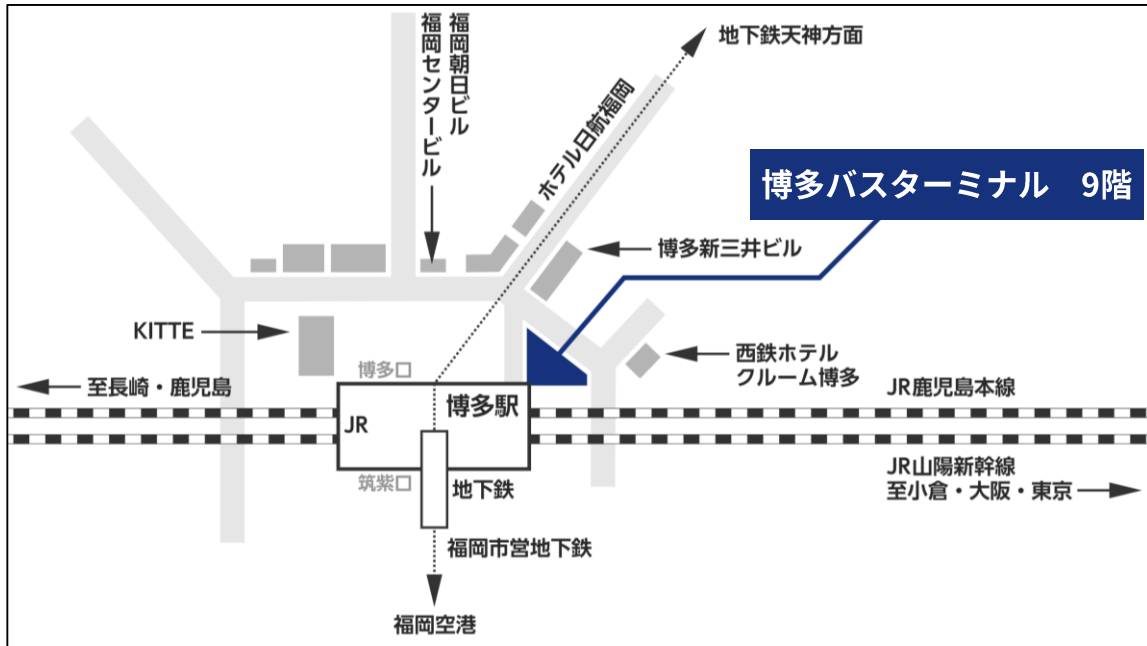 福岡朝日ビル
福岡センタービル
地下鉄天神方面
ホテル日航福岡
博多バスターミナル　9階
博多新三井ビル
KITTE
西鉄ホテル
クルーム博多
博多口
至長崎・鹿児島
JR鹿児島本線
博多駅
JR
JR山陽新幹線
至小倉・大阪・東京
筑紫口
地下鉄
福岡市営地下鉄
福岡空港